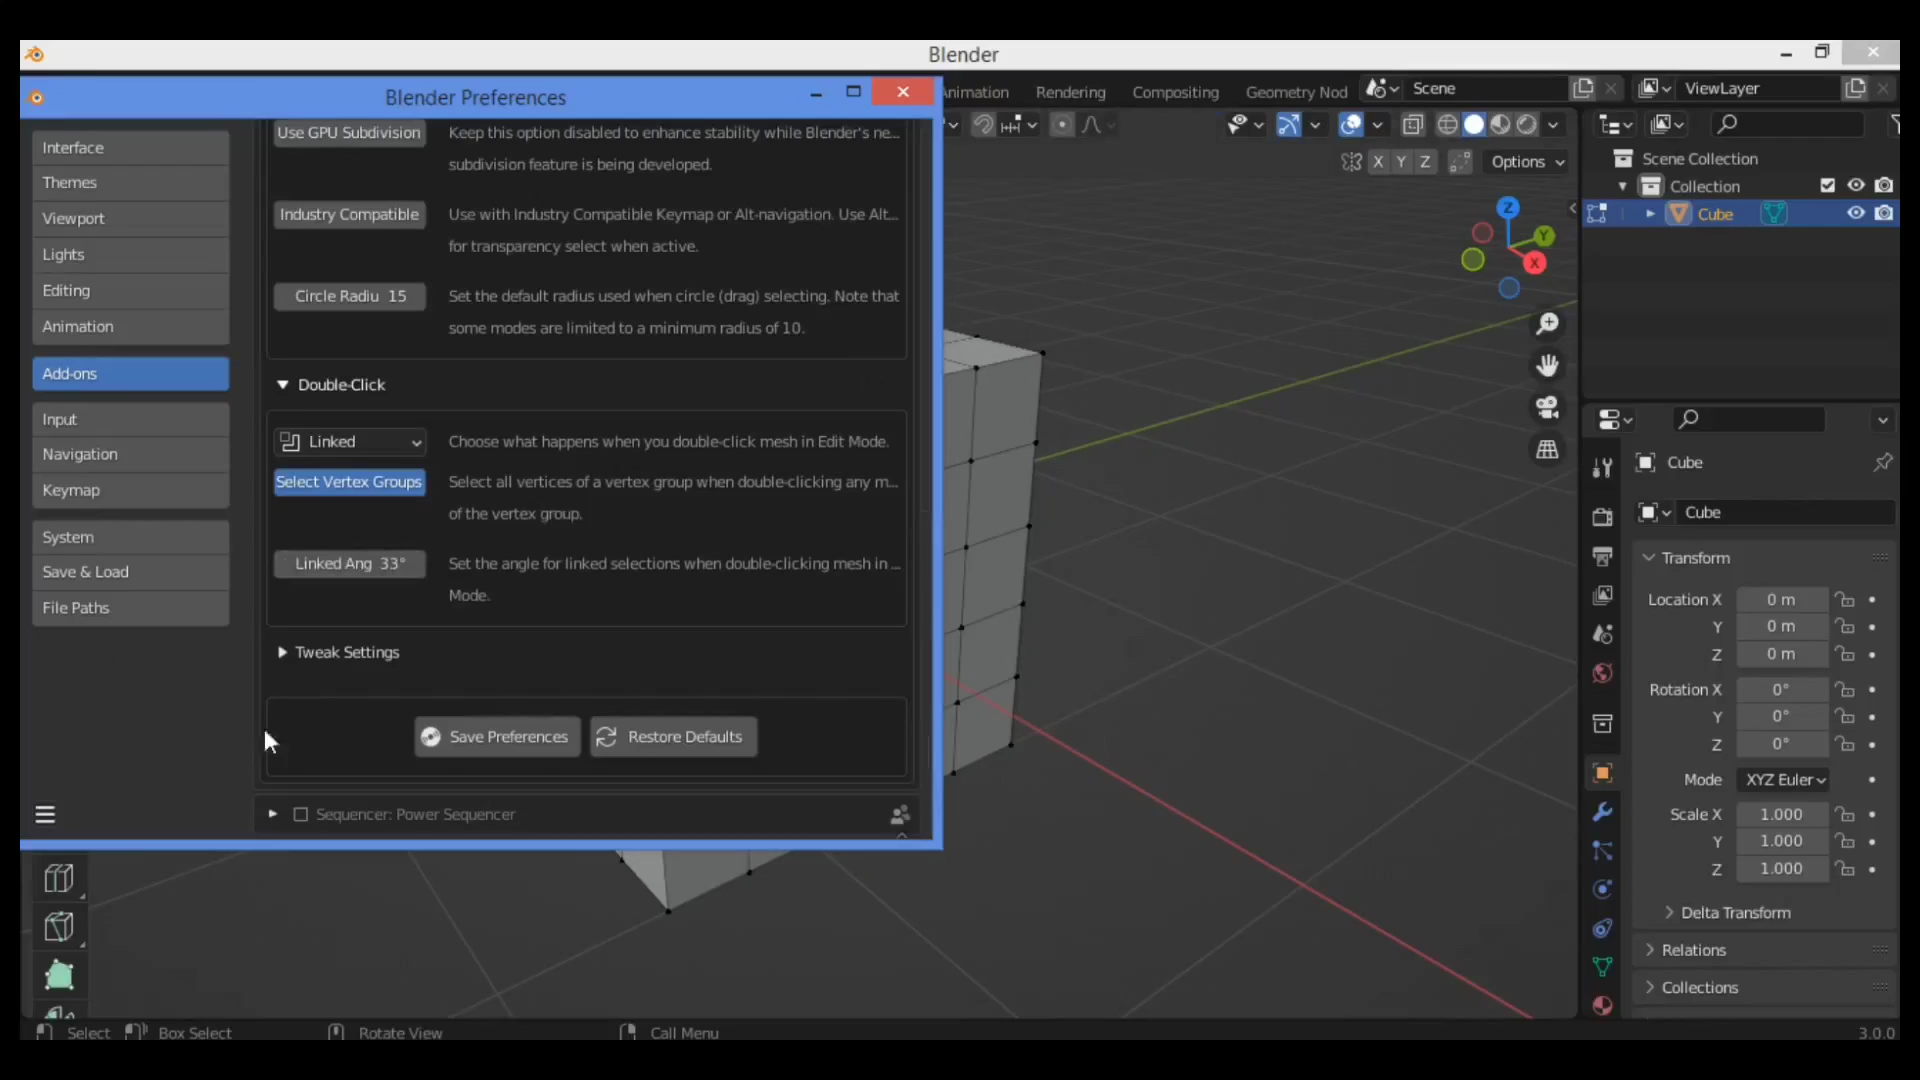 Blender
Blender Preferences
Animation
Rendering
Compositing
Geometry Nod
Scene
ViewLayer
X Y Z Options
Scene Collection
Collection
Cube
Z
Y
X
Interface
Themes
Viewport
Lights
Editing
Animation
Add-ons
Input
Navigation
Keymap
System
Save & Load
File Paths
Use GPU Subdivision
Keep this option disabled to enhance stability while Blender's ne...
subdivision feature is being developed.
Industry Compatible
Use with Industry Compatible Keymap or Alt-navigation. Use Alt...
for transparency select when active.
Circle Radiu 15
Set the default radius used when circle (drag) selecting. Note that
some modes are limited to a minimum radius of 10.
Double-Click
Linked
Choose what happens when you double-click mesh in Edit Mode.
Select Vertex Groups
Select all vertices of a vertex group when double-clicking any m...
of the vertex group.
Linked Ang 33°
Set the angle for linked selections when double-clicking mesh in ...
Mode.
Tweak Settings
Save Preferences
Restore Defaults
Sequencer: Power Sequencer
Cube
Cube
Transform
Location X 0 m
Y 0 m
Z 0 m
Rotation X 0°
Y 0°
Z 0°
Mode XYZ Euler
Scale X 1.000
Y 1.000
Z 1.000
Delta Transform
Relations
Collections
Select
Box Select
Rotate View
Call Menu
3.0.0